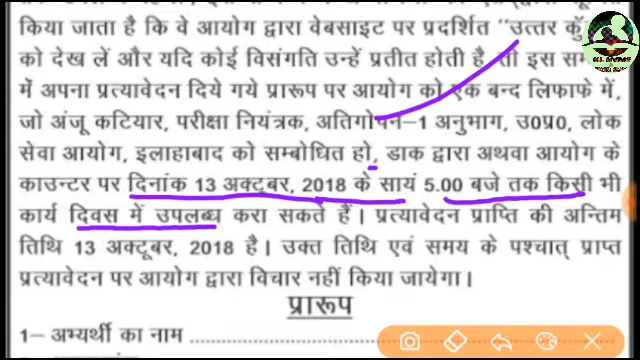 किया जाता है कि वे आयोग द्वारा वेबसाइट पर प्रदर्शित "उत्तर
को देख लें और यदि कोई विसंगति उन्हें प्रतीत होती है, तो इस
में अपना प्रत्यावेदन दिये गये प्रारूप पर आयोग को एक बन्द लिफाफे में,
जो अंजू कटियार, परीक्षा नियंत्रक, अतिगोपन-1 अनुभाग, उ0प्र0, लोक
सेवा आयोग, इलाहाबाद को सम्बोधित हो, डाक द्वारा अथवा आयोग के
काउन्टर पर दिनांक 13 अक्टूबर, 2018 के सायं 5.00 बजे तक किसी भी
कार्य दिवस में उपलब्ध करा सकते हैं। प्रत्यावेदन प्राप्ति की अन्तिम
तिथि 13 अक्टूबर, 2018 है। उक्त तिथि एवं समय के पश्चात् प्राप्त
प्रत्यावेदन पर आयोग द्वारा विचार नहीं किया जायेगा।
प्रारूप
1- अभ्यर्थी का नाम